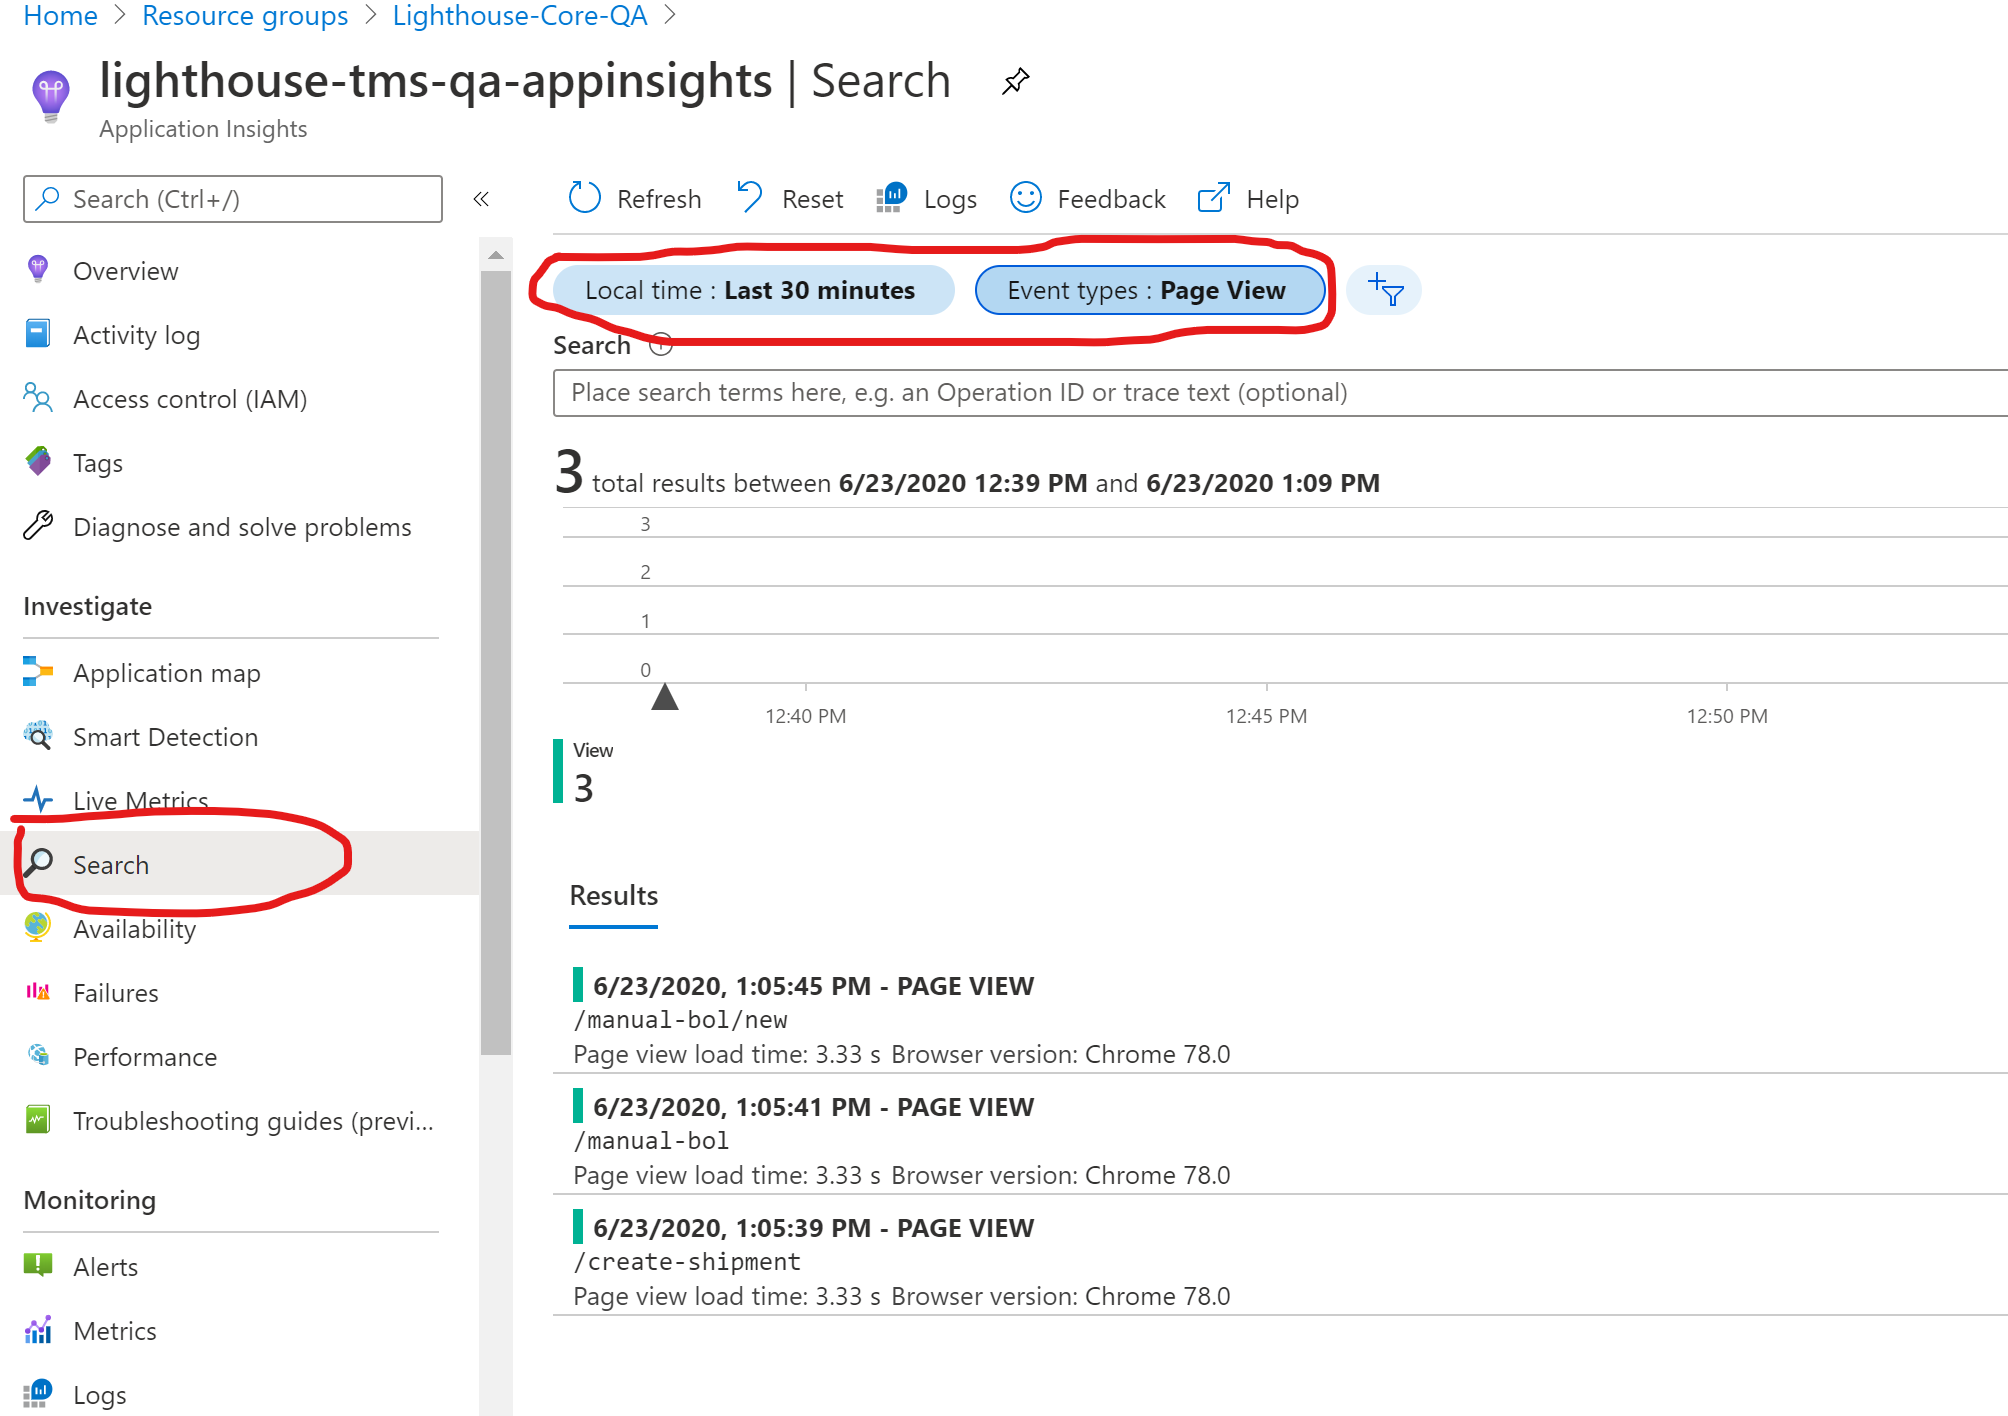 Home > Resource groups > Lighthouse-Core-QA >
lighthouse-tms-qa-appinsights | Search
Application Insights
Search (Ctrl+/)
«
Refresh
Reset
Logs
Feedback
Help
Overview
Activity log
Access control (IAM)
Tags
Diagnose and solve problems
Investigate
Application map
Smart Detection
Live Metrics
Search
Availability
Failures
Performance
Troubleshooting guides (previ...
Monitoring
Alerts
Metrics
Logs
Local time : Last 30 minutes
Event types : Page View
Search
Place search terms here, e.g. an Operation ID or trace text (optional)
3 total results between 6/23/2020 12:39 PM and 6/23/2020 1:09 PM
3
2
1
0
12:40 PM
12:45 PM
12:50 PM
View
3
Results
6/23/2020, 1:05:45 PM - PAGE VIEW
/manual-bol/new
Page view load time: 3.33 s Browser version: Chrome 78.0
6/23/2020, 1:05:41 PM - PAGE VIEW
/manual-bol
Page view load time: 3.33 s Browser version: Chrome 78.0
6/23/2020, 1:05:39 PM - PAGE VIEW
/create-shipment
Page view load time: 3.33 s Browser version: Chrome 78.0